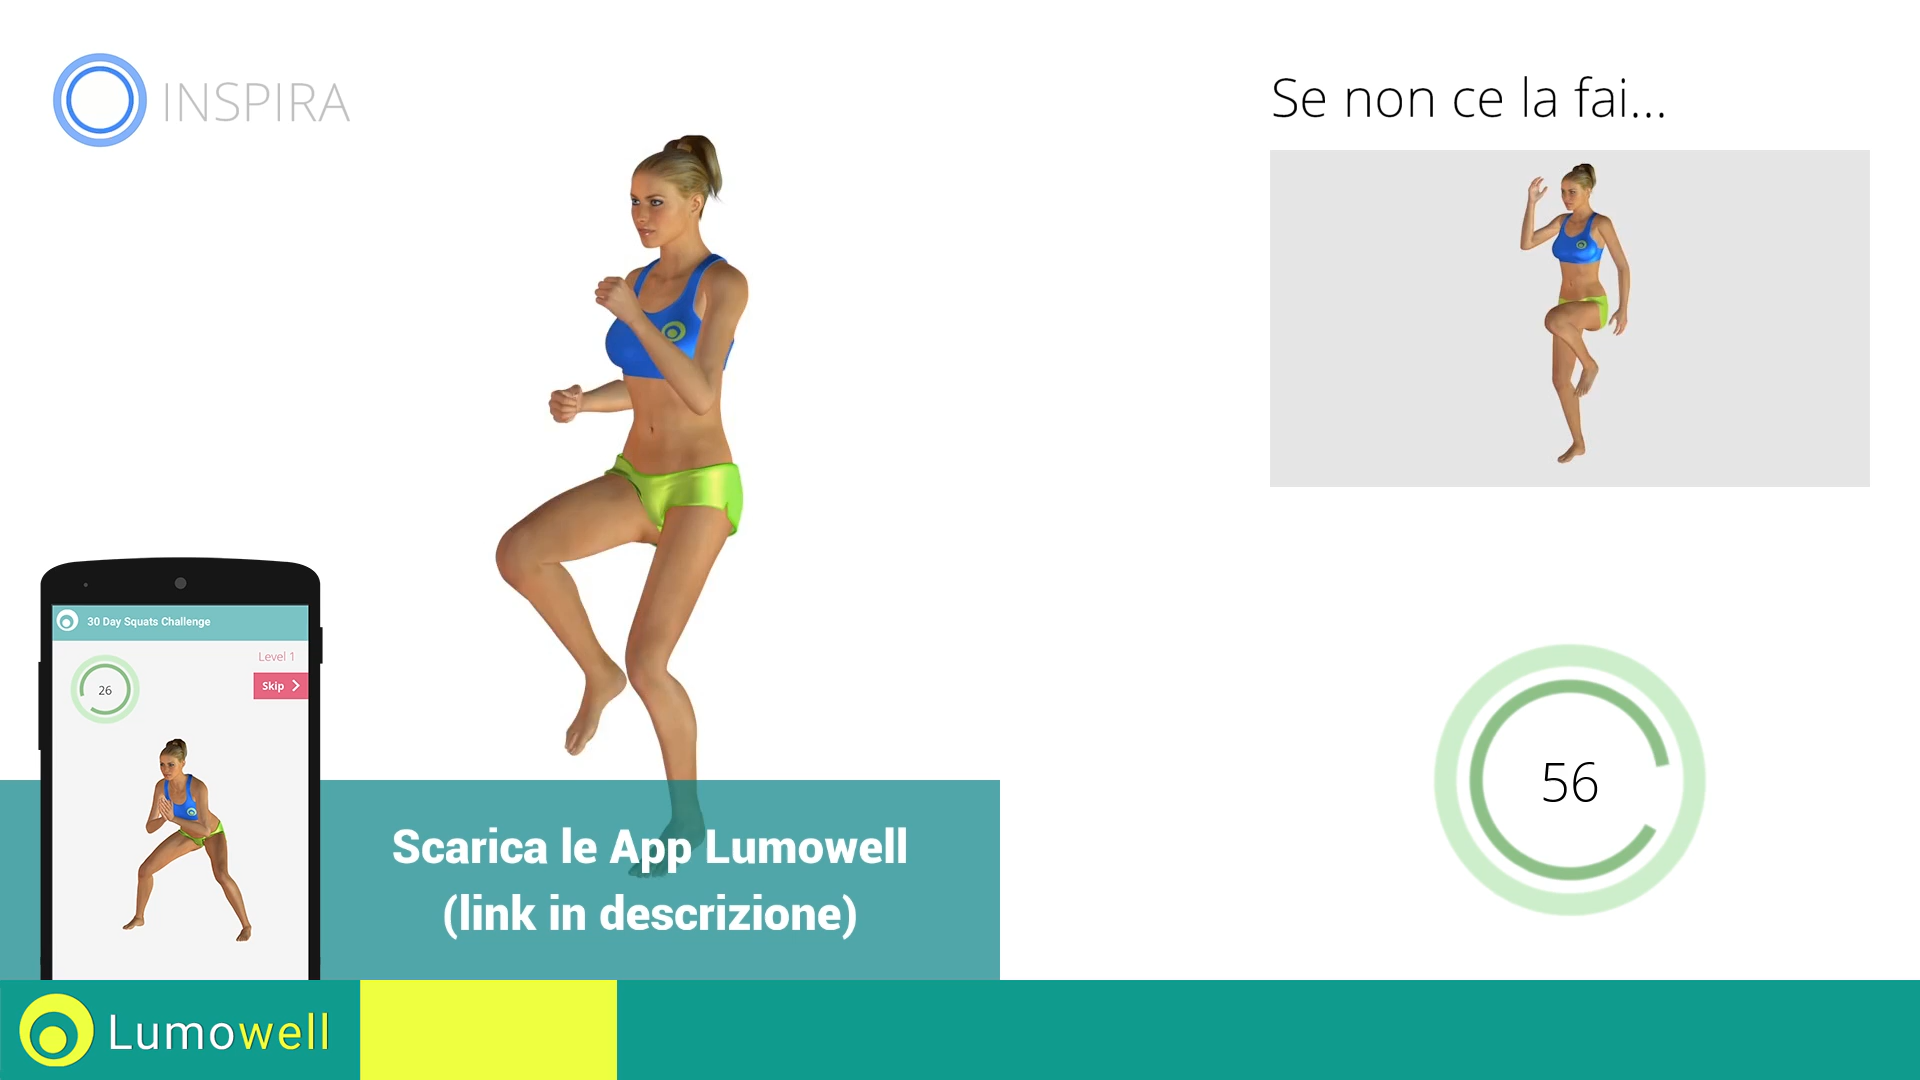 INSPIRA
Se non ce la fai...
30 Day Squats Challenge
Level 1
26
Skip
56
Scarica le App Lumowell
(link in descrizione)
Lumowell